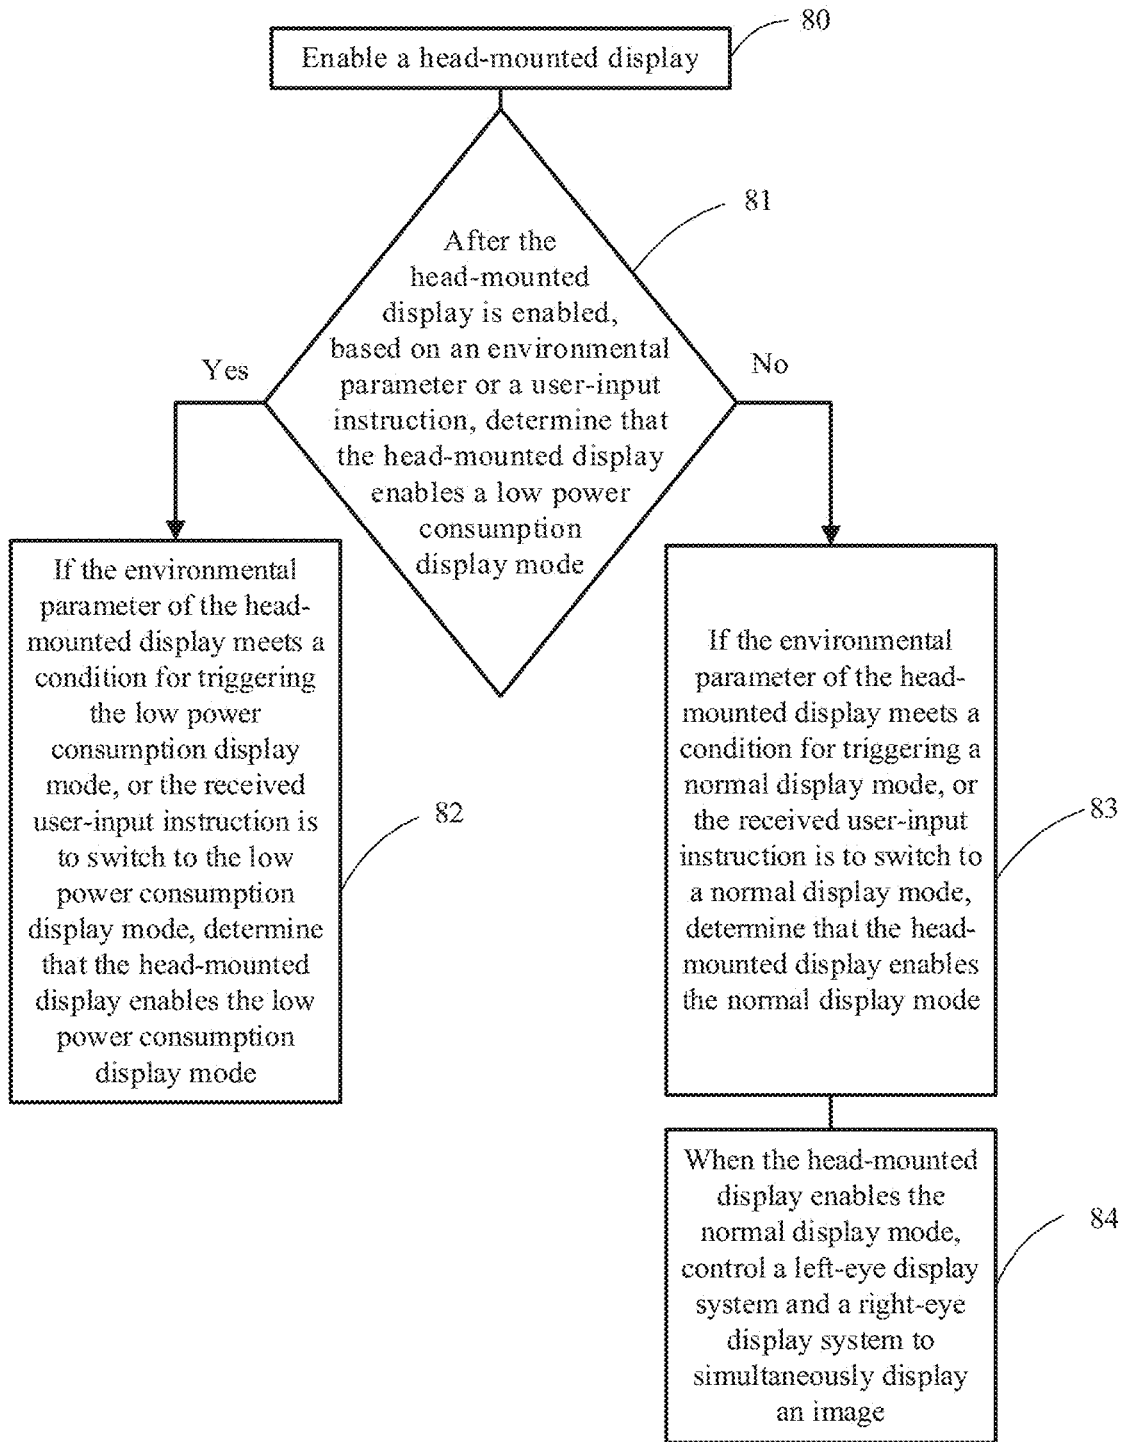 80
Enable a head-mounted display
81
After the
head-mounted
display is enabled,
based on an environmental
parameter or a user-input
instruction, determine that
the head-mounted display
enables a low power
consumption
display mode
Yes
No
If the environmental
parameter of the head-
mounted display meets a
condition for triggering
the low power
consumption display
mode, or the received
user-input instruction is
to switch to the low
power consumption
display mode, determine
that the head-mounted
display enables the low
power consumption
display mode
82
If the environmental
parameter of the head-
mounted display meets a
condition for triggering a
normal display mode, or
the received user-input
instruction is to switch to
a normal display mode,
determine that the head-
mounted display enables
the normal display mode
83
When the head-mounted
display enables the
normal display mode,
control a left-eye display
system and a right-eye
display system to
simultaneously display
an image
84